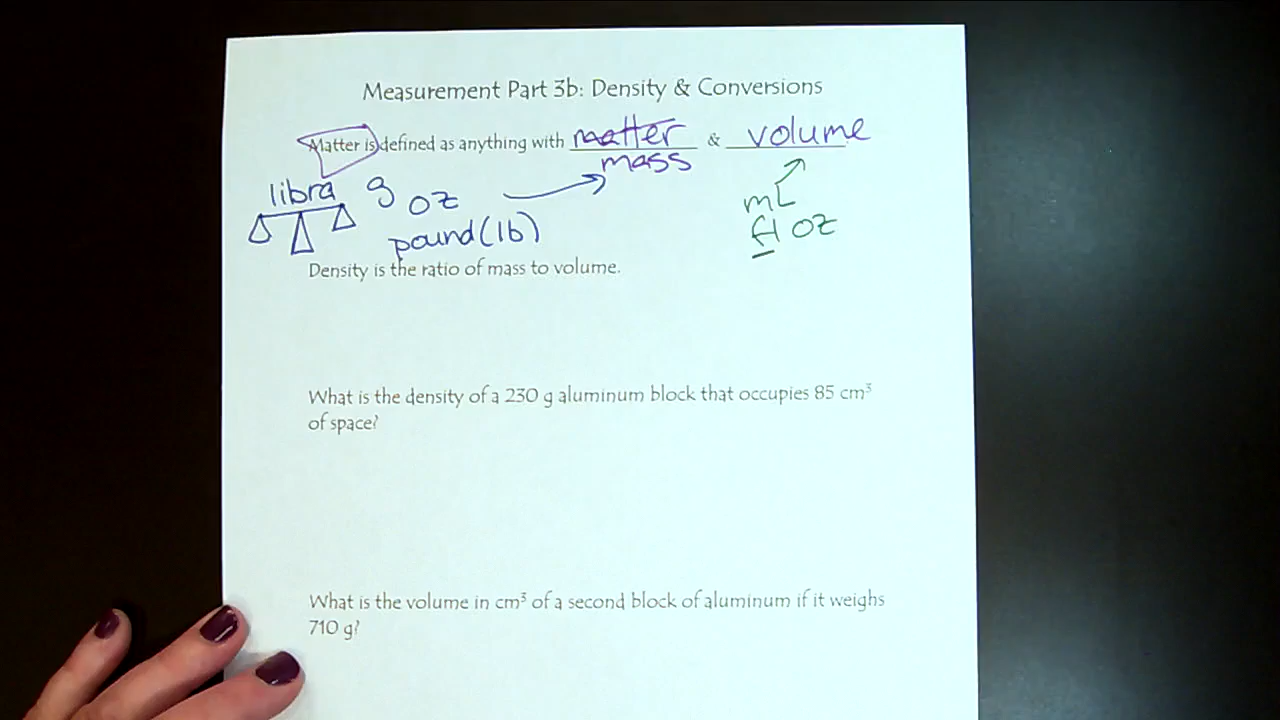 Measurement Part 3b: Density & Conversions
Matter is defined as anything with matter & volume
mass
libra g oz
mL
pound (lb)
fl oz
Density is the ratio of mass to volume.
What is the density of a 230 g aluminum block that occupies 85 cm³
of space?
What is the volume in cm³ of a second block of aluminum if it weighs
710 g?